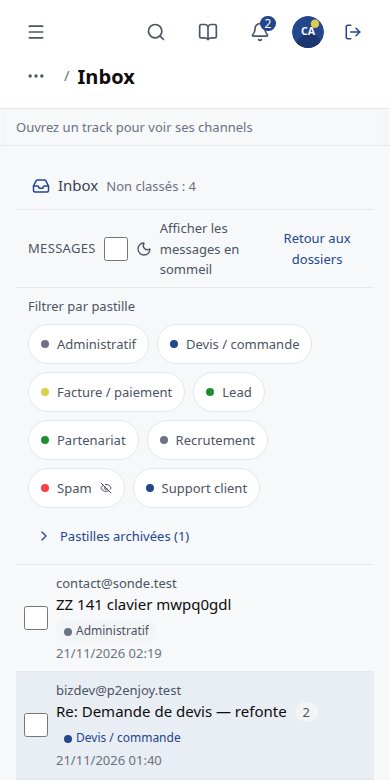 2
CA
/ Inbox
Ouvrez un track pour voir ses channels
Inbox Non classés : 4
MESSAGES
Afficher les
messages en
sommeil
Retour aux
dossiers
Filtrer par pastille
Administratif
Devis / commande
Facture / paiement
Lead
Partenariat
Recrutement
Spam
Support client
Pastilles archivées (1)
contact@sonde.test
ZZ 141 clavier mwpq0gdl
Administratif
21/11/2026 02:19
bizdev@p2enjoy.test
Re: Demande de devis — refonte 2
Devis / commande
21/11/2026 01:40